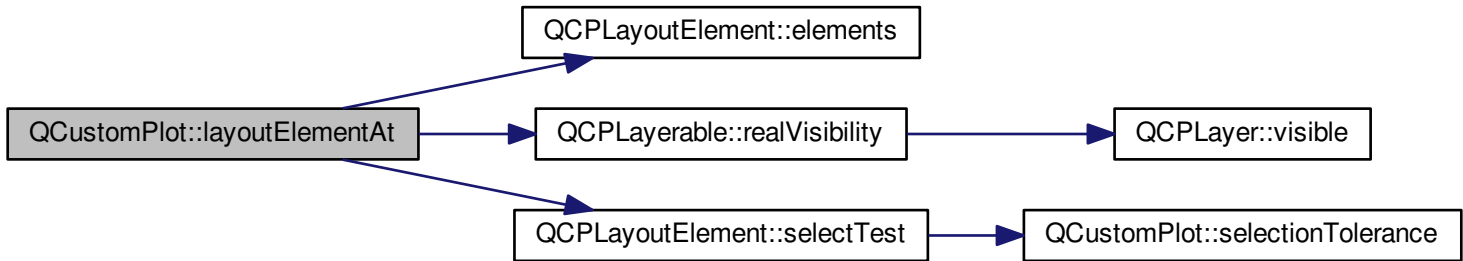 QCPLayoutElement::elements
QCustomPlot::layoutElementAt
QCPLayerable::realVisibility
QCPLayer::visible
QCPLayoutElement::selectTest
QCustomPlot::selectionTolerance